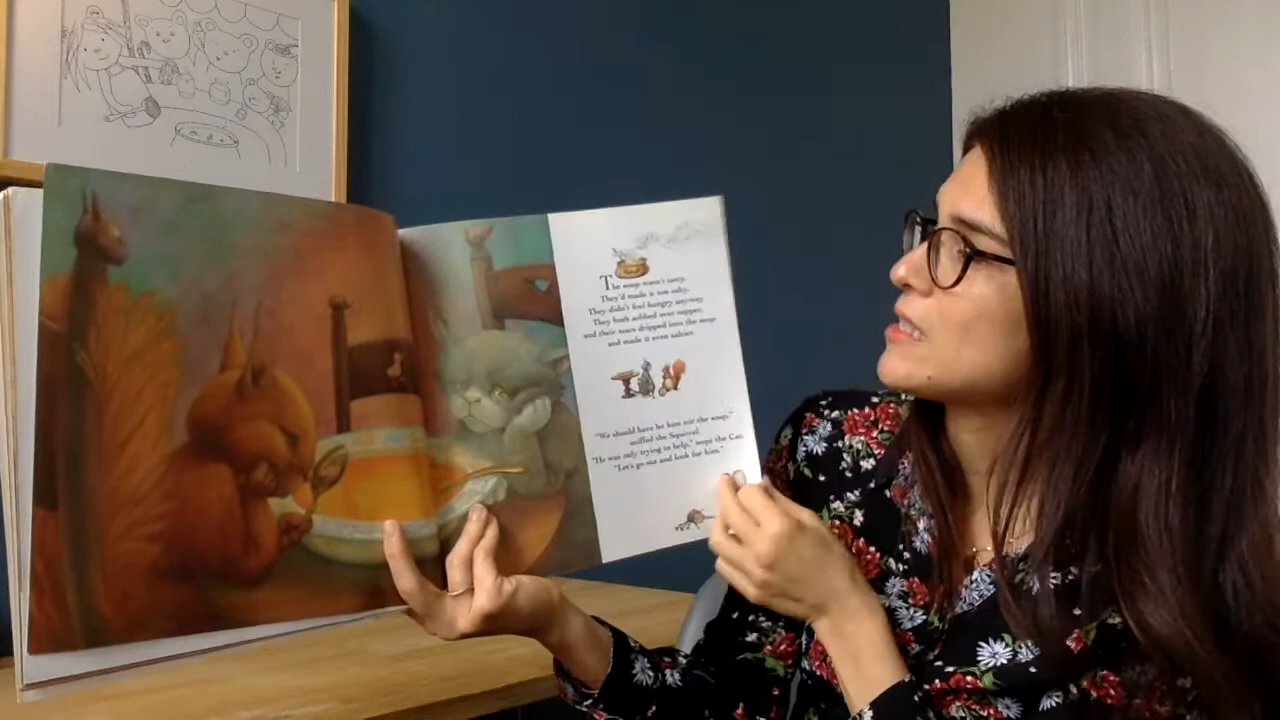 The soup wasn't tasty.
They'd made it too salty.
They didn't feel hungry anyway.
They both sobbed over supper,
and their tears dripped into the soup
and made it even saltier.
"We should have let him stir the soup,"
sniffed the Squirrel.
"He was only trying to help," wept the Cat.
"Let's go out and look for him."